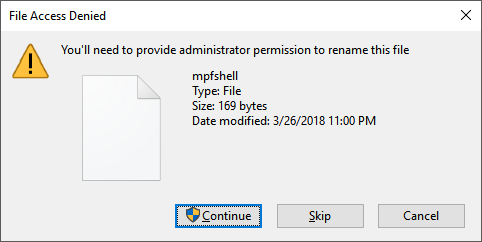 File Access Denied
You'll need to provide administrator permission to rename this file
mpfshell
Type: File
Size: 169 bytes
Date modified: 3/26/2018 11:00 PM
Continue
Skip
Cancel